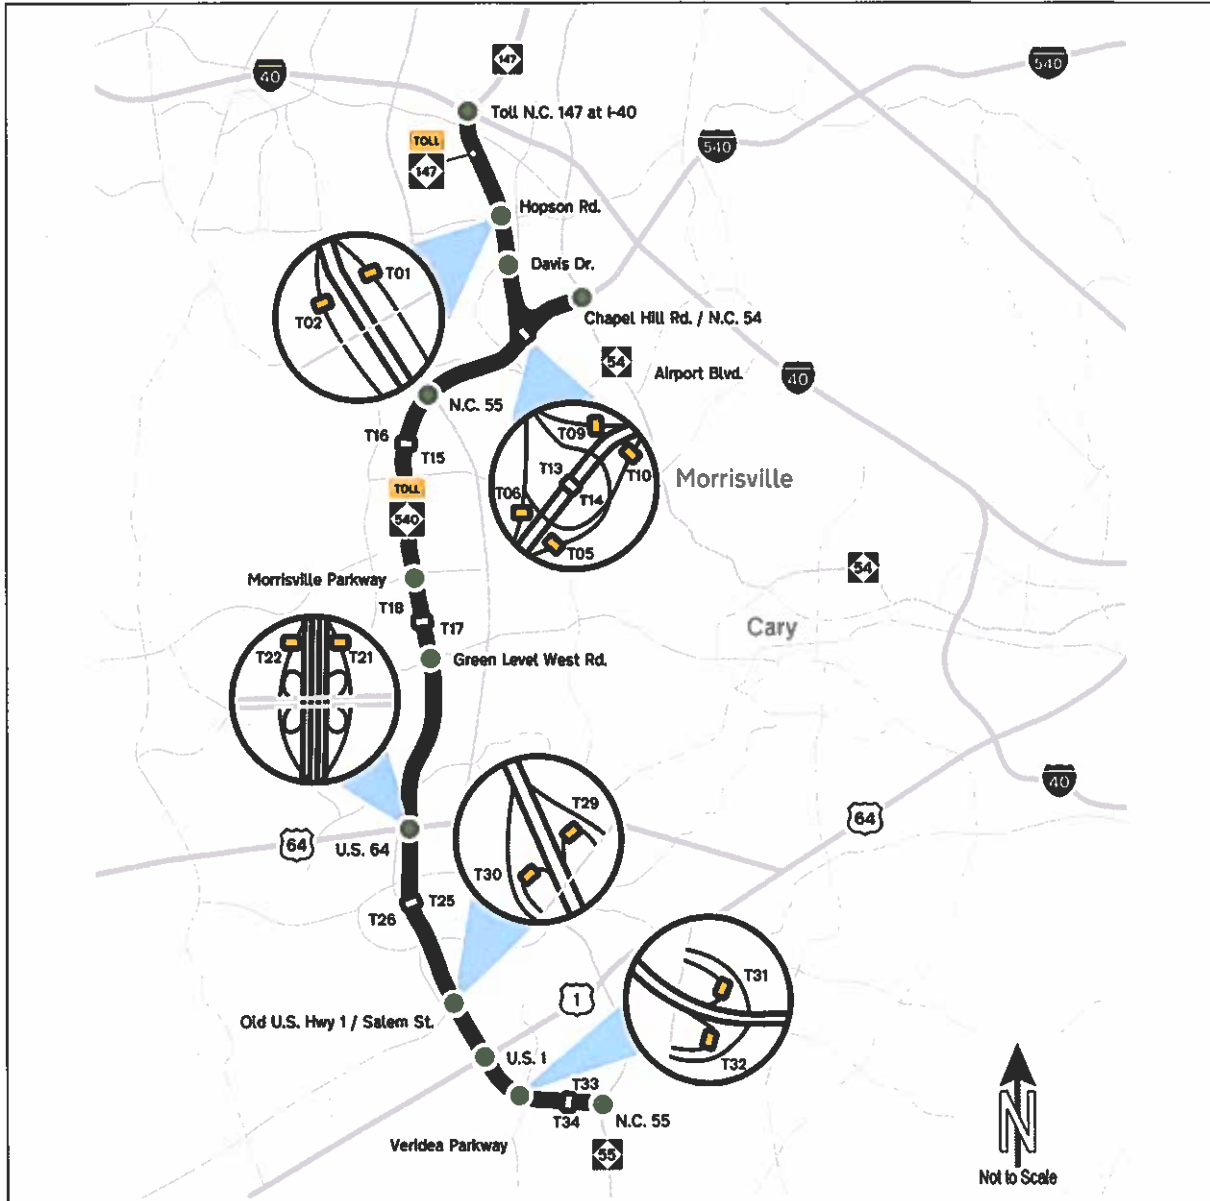 147
540
40
Toll N.C. 147 at I-40
TOLL
147
540
Hopson Rd.
Davis Dr.
T01
T02
Chapel Hill Rd. / N.C. 54
54
Airport Blvd.
40
N.C. 55
T16
T15
T09
T13
T10
T14
T06
T05
Morrisville
TOLL
540
Morrisville Parkway
54
T18
T17
Cary
Green Level West Rd.
T22
T21
40
T29
T30
64
64
U.S. 64
T25
T26
T31
T32
1
Old U.S. Hwy 1 / Salem St.
U.S. 1
T33
T34
N.C. 55
Veridea Parkway
55
N
Not to Scale